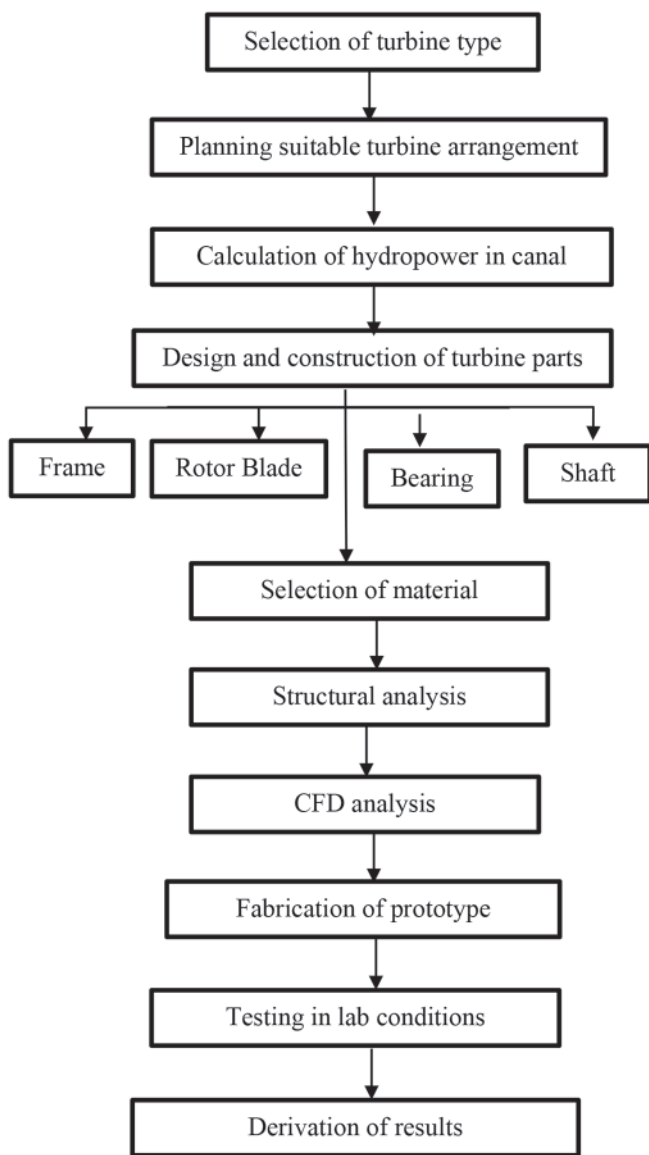 Selection of turbine type
Planning suitable turbine arrangement
Calculation of hydropower in canal
Design and construction of turbine parts
Frame
Rotor Blade
Bearing
Shaft
Selection of material
Structural analysis
CFD analysis
Fabrication of prototype
Testing in lab conditions
Derivation of results